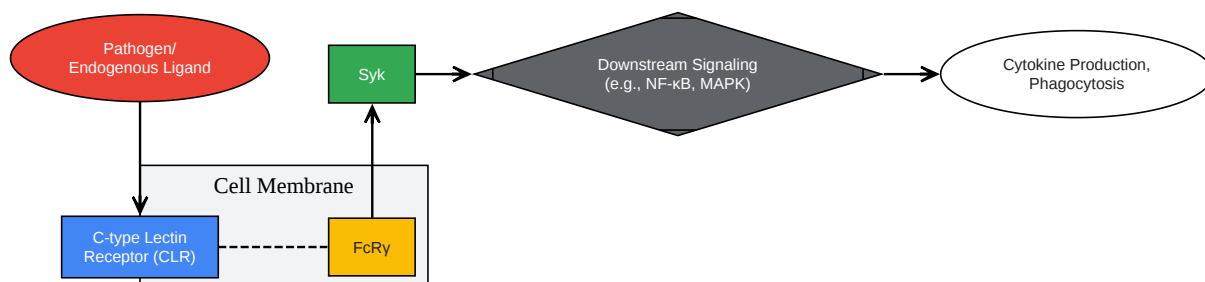 Pathogen/
Endogenous Ligand
Syk
Downstream Signaling
(e.g., NF-κB, MAPK)
Cytokine Production,
Phagocytosis
Cell Membrane
C-type Lectin
Receptor (CLR)
FcRγ